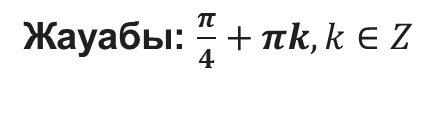 Жауабы: π/4 + πk, k ∈ Z